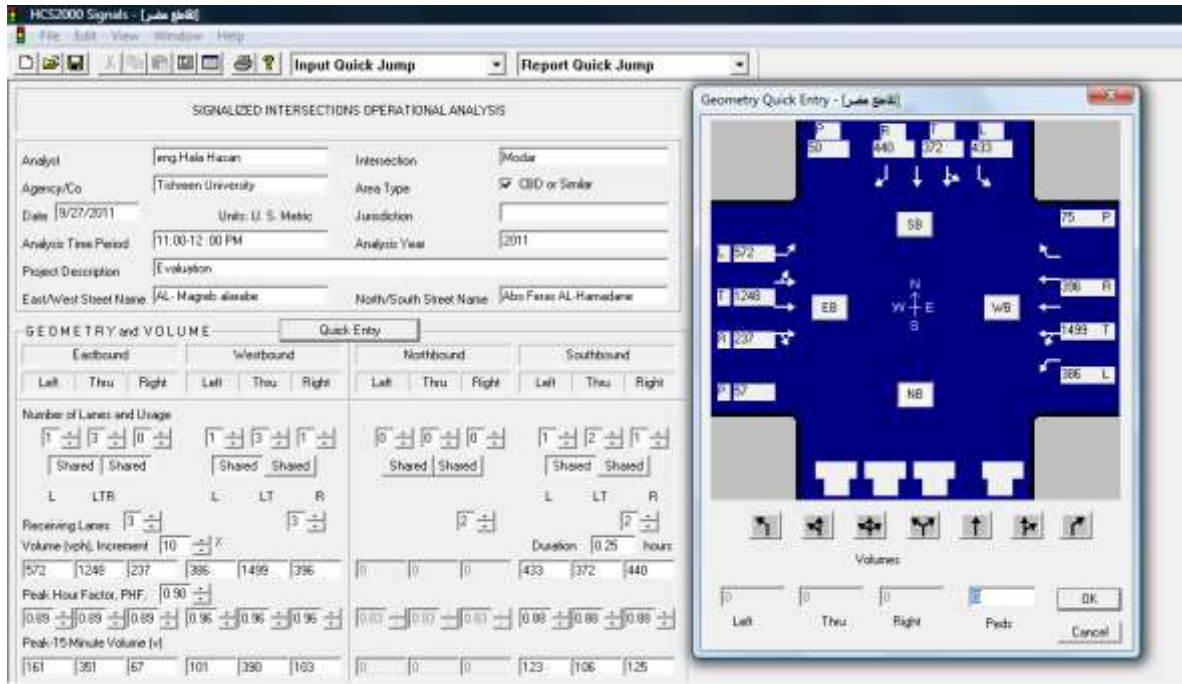 HCS2000 Signals - [تقاطع مضر]
File Edit View Window Help
Input Quick Jump Report Quick Jump
SIGNALIZED INTERSECTIONS OPERATIONAL ANALYSIS
Analyst eng.Hala Hazan Intersection Modar
Agency/Co Tishreen University Area Type CBD or Similar
Date 9/27/2011 Units: U. S. Metric Jurisdiction
Analysis Time Period 11:00-12 :00 PM Analysis Year 2011
Project Description Evaluation
East/West Street Name AL- Magreb alarabe North/South Street Name Abo Feras AL-Hamadane
GEOMETRY and VOLUME Quick Entry
Eastbound Westbound Northbound Southbound
Left Thru Right Left Thru Right Left Thru Right Left Thru Right
Number of Lanes and Usage
1 3 0 1 3 1 0 0 0 1 2 1
Shared Shared Shared Shared Shared Shared Shared Shared
L LTR L LT R L LT R
Receiving Lanes 3 3 2 2
Volume (vph), Increment 10 % Duration 0.25 hours
572 1248 237 386 1499 396 0 0 0 433 372 440
Peak Hour Factor, PHF, 0.90
0.89 0.89 0.89 0.96 0.96 0.96 0.88 0.88 0.88
Peak-15 Minute Volume (v)
161 351 67 101 390 103 0 0 0 123 106 125
Geometry Quick Entry - [تقاطع مضر]
P R T L
50 440 372 433
SB
75 P
L 572
396 R
T 1248
EB
N
W E
S
WB
1499 T
R 237
386 L
P 57
NB
Volumes
0 0 0 0 OK
Left Thru Right Peds Cancel